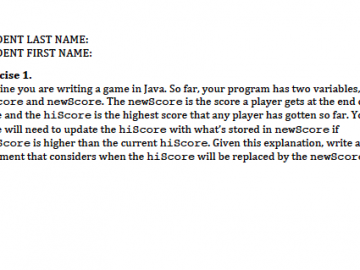 DENT LAST NAME:
DENT FIRST NAME:
cise 1.
ine you are writing a game in Java. So far, your program has two variables,
core and newScore. The newScore is the score a player gets at the end o
e and the hiScore is the highest score that any player has gotten so far. Y
e will need to update the hiScore with what's stored in newScore if
Score is higher than the current hiScore. Given this explanation, write a
ment that considers when the hiScore will be replaced by the newScor